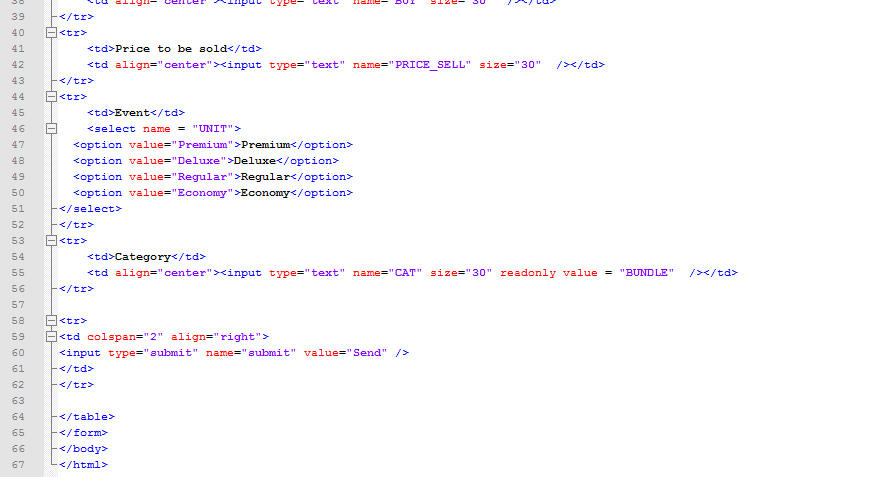 38 <td align="center"><input type="text" name="BUY" size="30" /></td>
39 </tr>
40 <tr>
41 <td>Price to be sold</td>
42 <td align="center"><input type="text" name="PRICE_SELL" size="30" /></td>
43 </tr>
44 <tr>
45 <td>Event</td>
46 <select name = "UNIT">
47 <option value="Premium">Premium</option>
48 <option value="Deluxe">Deluxe</option>
49 <option value="Regular">Regular</option>
50 <option value="Economy">Economy</option>
51 </select>
52 </tr>
53 <tr>
54 <td>Category</td>
55 <td align="center"><input type="text" name="CAT" size="30" readonly value = "BUNDLE" /></td>
56 </tr>
57
58 <tr>
59 <td colspan="2" align="right">
60 <input type="submit" name="submit" value="Send" />
61 </td>
62 </tr>
63
64 </table>
65 </form>
66 </body>
67 </html>